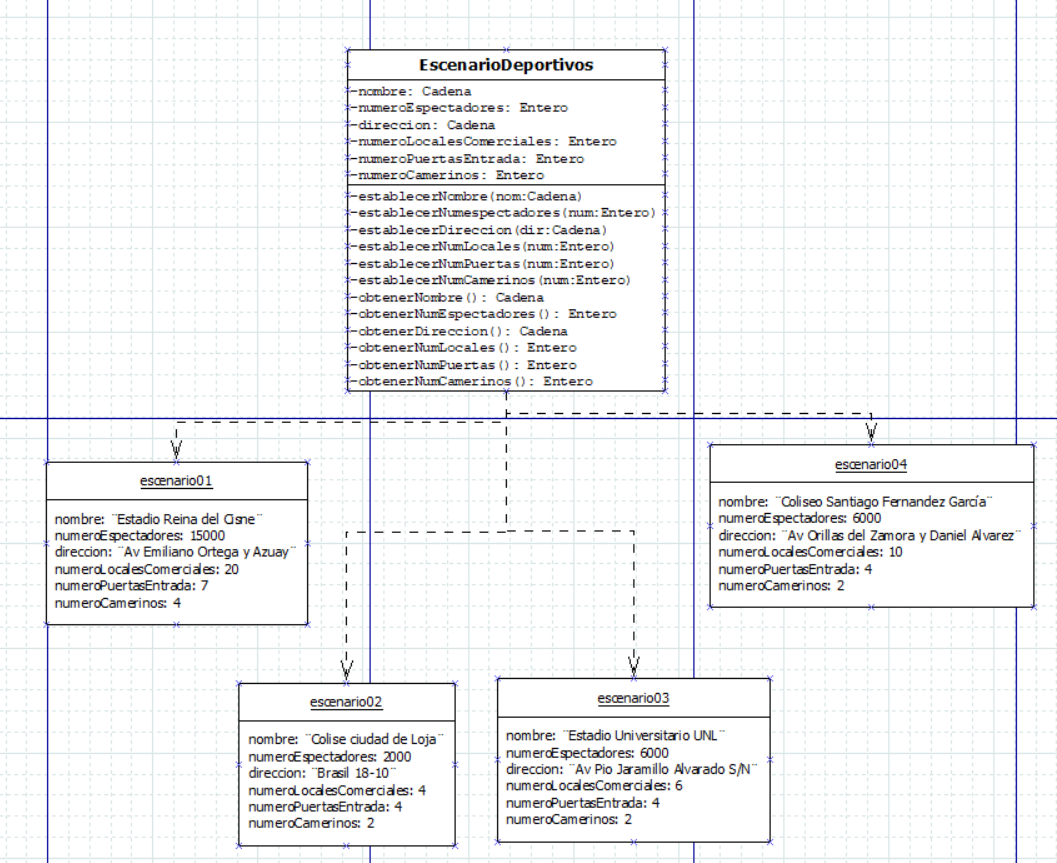 EscenarioDeportivos
-nombre: Cadena
-numeroEspectadores: Entero
-direccion: Cadena
-numeroLocalesComerciales: Entero
-numeroPuertasEntrada: Entero
-numeroCamerinos: Entero
-establecerNombre(nom:Cadena)
-establecerNumespectadores(num:Entero)
-establecerDireccion(dir:Cadena)
-establecerNumLocales(num:Entero)
-establecerNumPuertas(num:Entero)
-establecerNumCamerinos(num:Entero)
-obtenerNombre(): Cadena
-obtenerNumEspectadores(): Entero
-obtenerDireccion(): Cadena
-obtenerNumLocales(): Entero
-obtenerNumPuertas(): Entero
-obtenerNumCamerinos(): Entero
escenario01
nombre: ¨Estadio Reina del Cisne¨
numeroEspectadores: 15000
direccion: ¨Av Emiliano Ortega y Azuay¨
numeroLocalesComerciales: 20
numeroPuertasEntrada: 7
numeroCamerinos: 4
escenario04
nombre: ¨Coliseo Santiago Fernandez García¨
numeroEspectadores: 6000
direccion: ¨Av Orillas del Zamora y Daniel Alvarez¨
numeroLocalesComerciales: 10
numeroPuertasEntrada: 4
numeroCamerinos: 2
escenario02
nombre: ¨Colise ciudad de Loja¨
numeroEspectadores: 2000
direccion: ¨Brasil 18-10¨
numeroLocalesComerciales: 4
numeroPuertasEntrada: 4
numeroCamerinos: 2
escenario03
nombre: ¨Estadio Universitario UNL¨
numeroEspectadores: 6000
direccion: ¨Av Pio Jaramillo Alvarado S/N¨
numeroLocalesComerciales: 6
numeroPuertasEntrada: 4
numeroCamerinos: 2